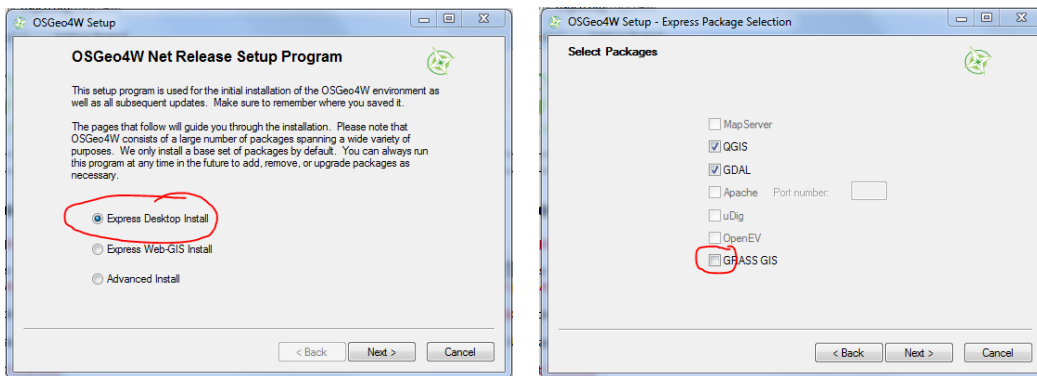 OSGeo4W Setup
OSGeo4W Net Release Setup Program
This setup program is used for the initial installation of the OSGeo4W environment as
well as all subsequent updates. Make sure to remember where you saved it.
The pages that follow will guide you through the installation. Please note that
OSGeo4W consists of a large number of packages spanning a wide variety of
purposes. We only install a base set of packages by default. You can always run
this program at any time in the future to add, remove, or upgrade packages as
necessary.
Express Desktop Install
Express Web-GIS Install
Advanced Install
< Back Next > Cancel
OSGeo4W Setup - Express Package Selection
Select Packages
MapServer
QGIS
GDAL
Apache Port number:
uDig
OpenEV
GRASS GIS
< Back Next > Cancel